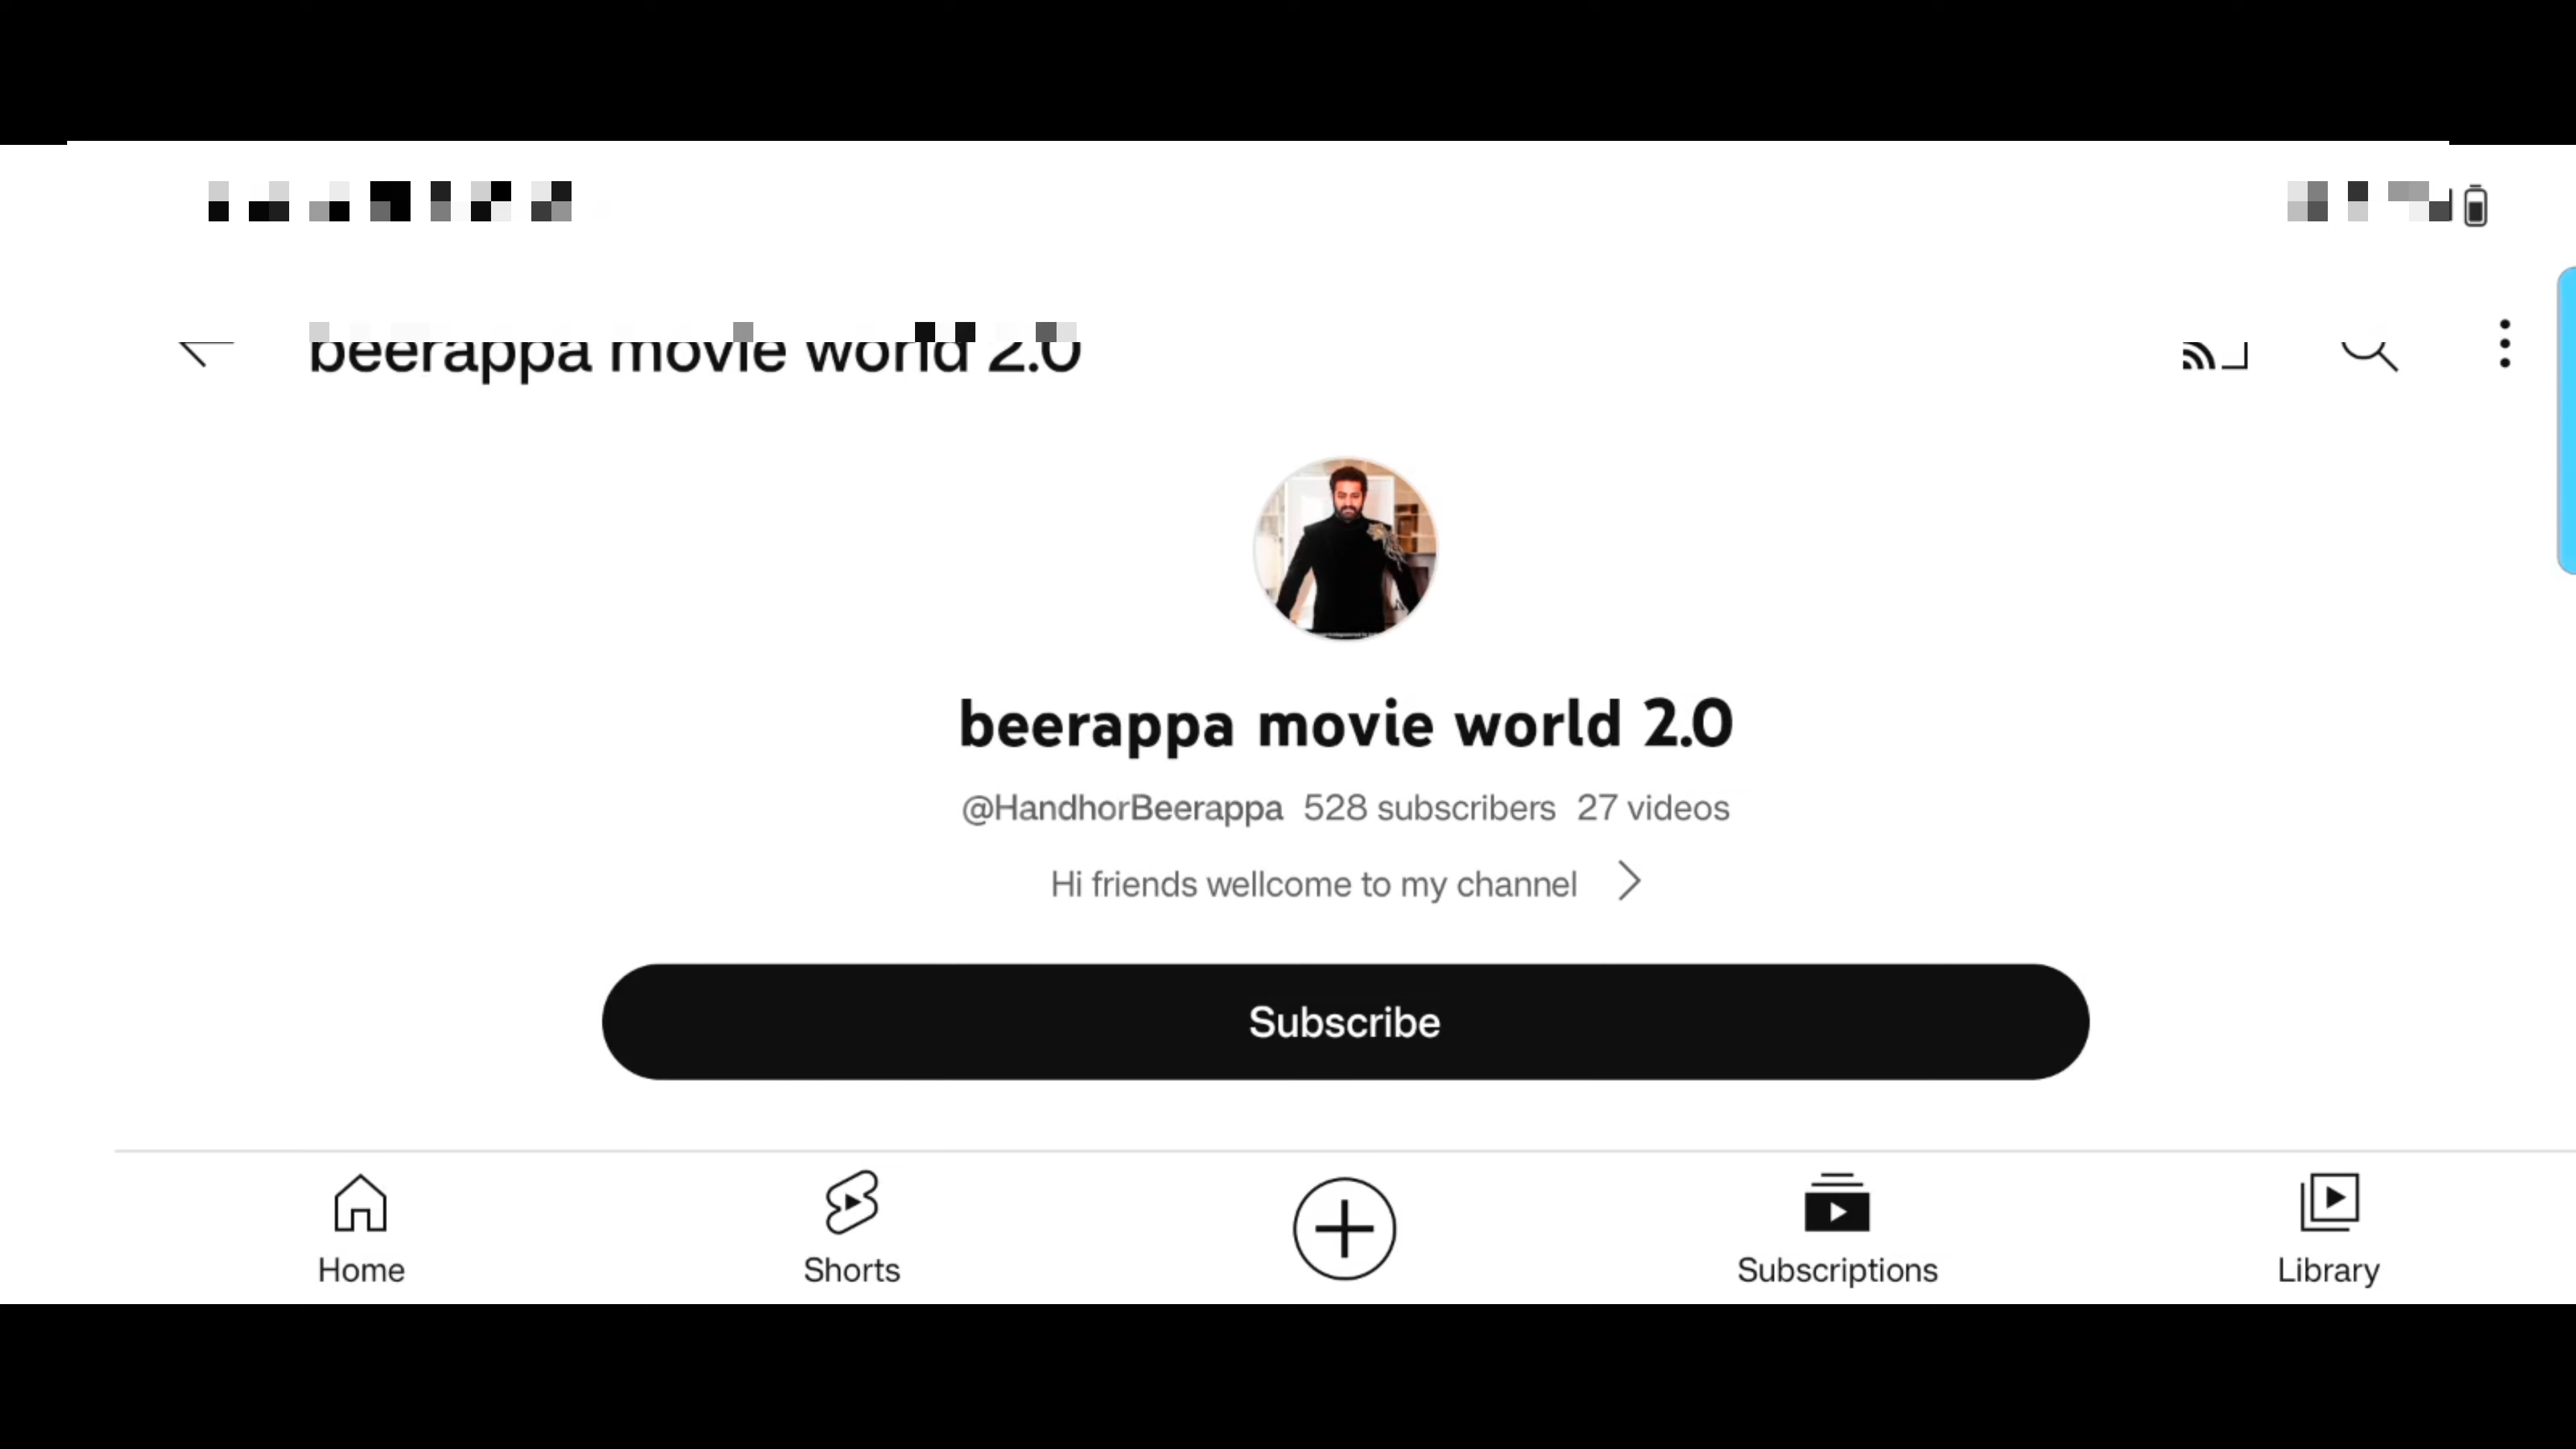 beerappa movie world 2.0
beerappa movie world 2.0
@HandhorBeerappa 528 subscribers 27 videos
Hi friends wellcome to my channel
Subscribe
Home
Shorts
Subscriptions
Library